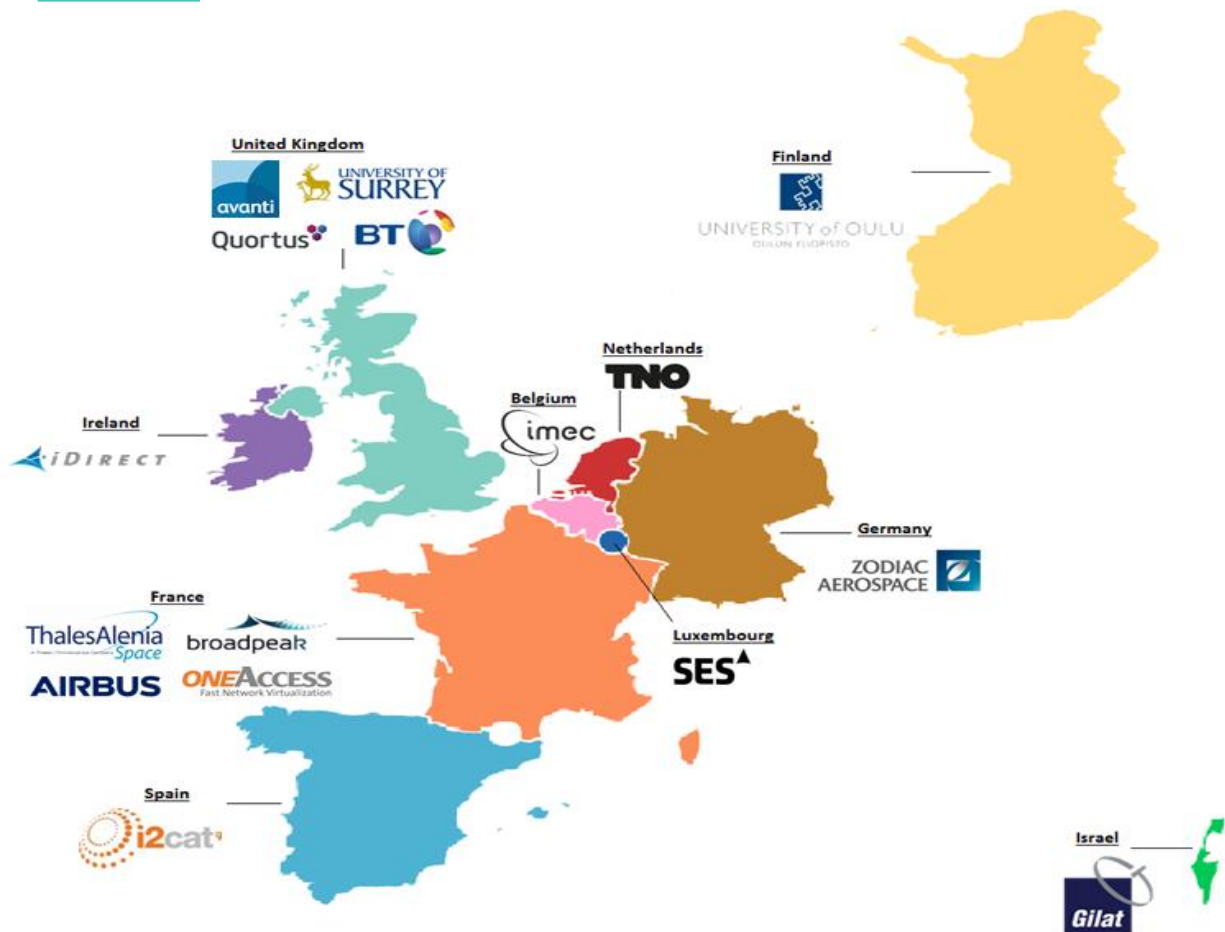 United Kingdom
avanti
UNIVERSITY OF
SURREY
Quortus
BT
Finland
UNIVERSITY of OULU
OULUN YLIOPISTO
Netherlands
TNO
Belgium
imec
Ireland
iDIRECT
Germany
ZODIAC
AEROSPACE
France
ThalesAlenia
Space
broadpeak
AIRBUS
ONEACCESS
Fast Network Virtualization
Luxembourg
SES
Spain
i2cat
Israel
Gilat